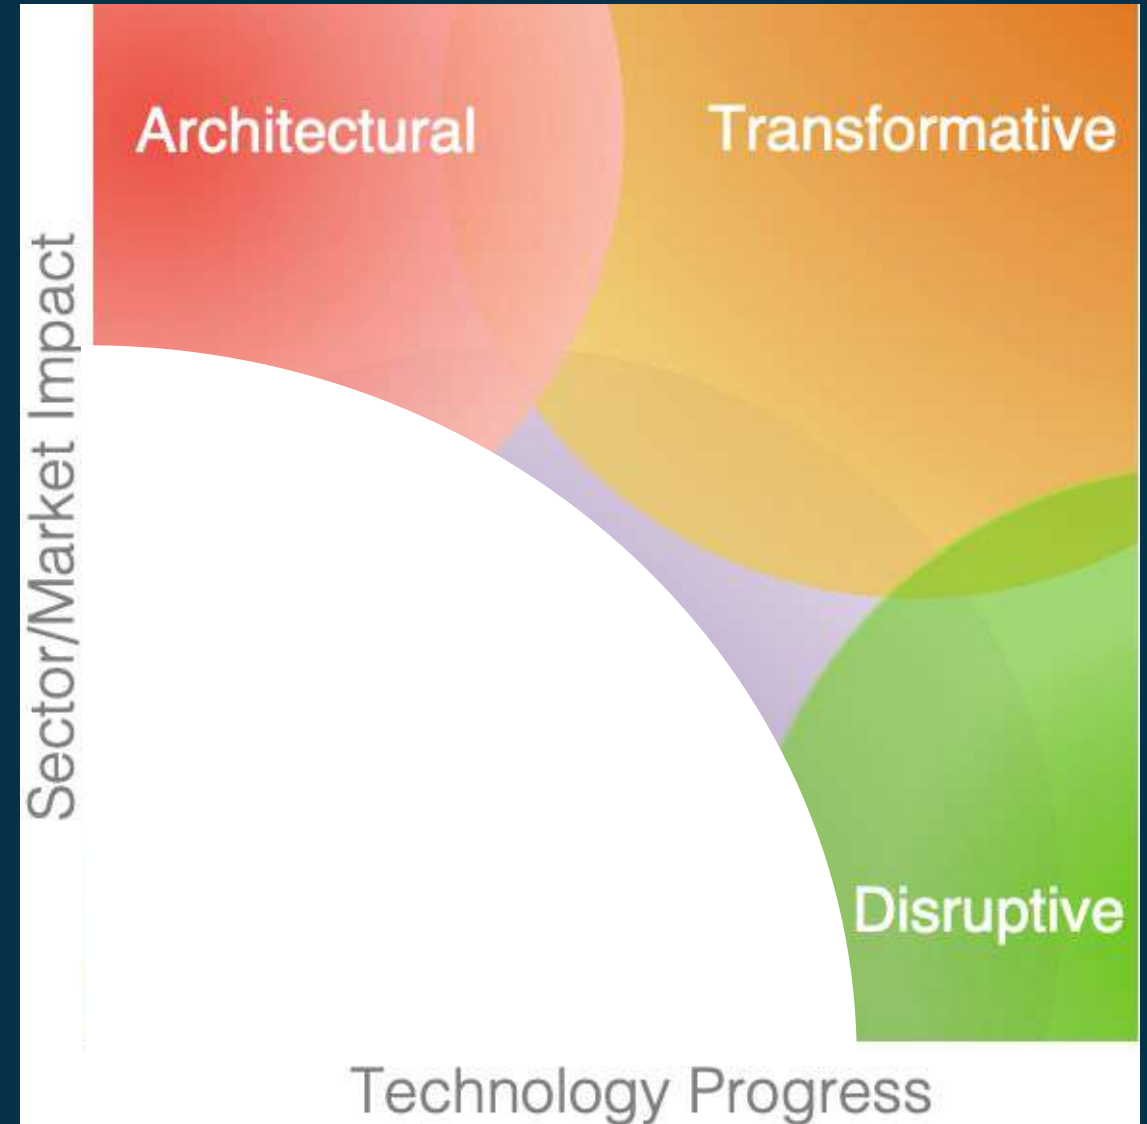 Architectural
Transformative
Sector/Market Impact
Disruptive
Technology Progress